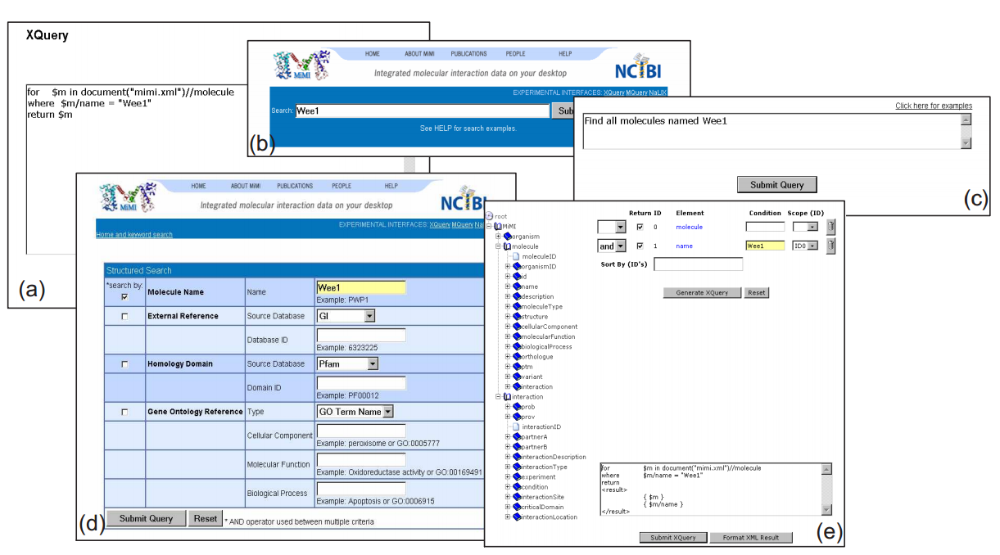 XQuery
for $m in document("mimi.xml")//molecule
where $m/name = "Wee1"
return $m
(a)
MiMI
HOME ABOUT MiMI PUBLICATIONS PEOPLE HELP
Integrated molecular interaction data on your desktop
NCIBI
EXPERIMENTAL INTERFACES: XQuery MQuery NaLIX
Search: Wee1
Sub
See HELP for search examples.
(b)
Click here for examples
Find all molecules named Wee1
Submit Query
(c)
MiMI
HOME ABOUT MiMI PUBLICATIONS PEOPLE HELP
Integrated molecular interaction data on your desktop
NCIBI
EXPERIMENTAL INTERFACES: XQuery MQuery Na
Home and keyword search
Structured Search
*search by:
Molecule Name Name Wee1
Example: PWP1
External Reference Source Database GI
Database ID
Example: 6323225
Homology Domain Source Database Pfam
Domain ID
Example: PF00012
Gene Ontology Reference Type GO Term Name
Cellular Component
Example: peroxisome or GO:0005777
Molecular Function
Example: Oxidoreductase activity or GO:00169491
Biological Process
Example: Apoptosis or GO:0006915
Submit Query Reset * AND operator used between multiple criteria
(d)
root
MiMI
organism
molecule
moleculeID
organismID
id
name
description
moleculeType
structure
cellularComponent
molecularFunction
biologicalProcess
orthologue
ptm
variant
interaction
interaction
prob
prov
interactionID
partnerA
partnerB
interactionDescription
interactionType
experiment
condition
interactionSite
criticalDomain
interactionLocation
Return ID Element Condition Scope (ID)
0 molecule
and 1 name Wee1 ID0
Sort By (ID's)
Generate XQuery Reset
for $m in document("mimi.xml")//molecule
where $m/name = "Wee1"
return
<result>
{ $m }
{ $m/name }
</result>
Submit XQuery Format XML Result
(e)